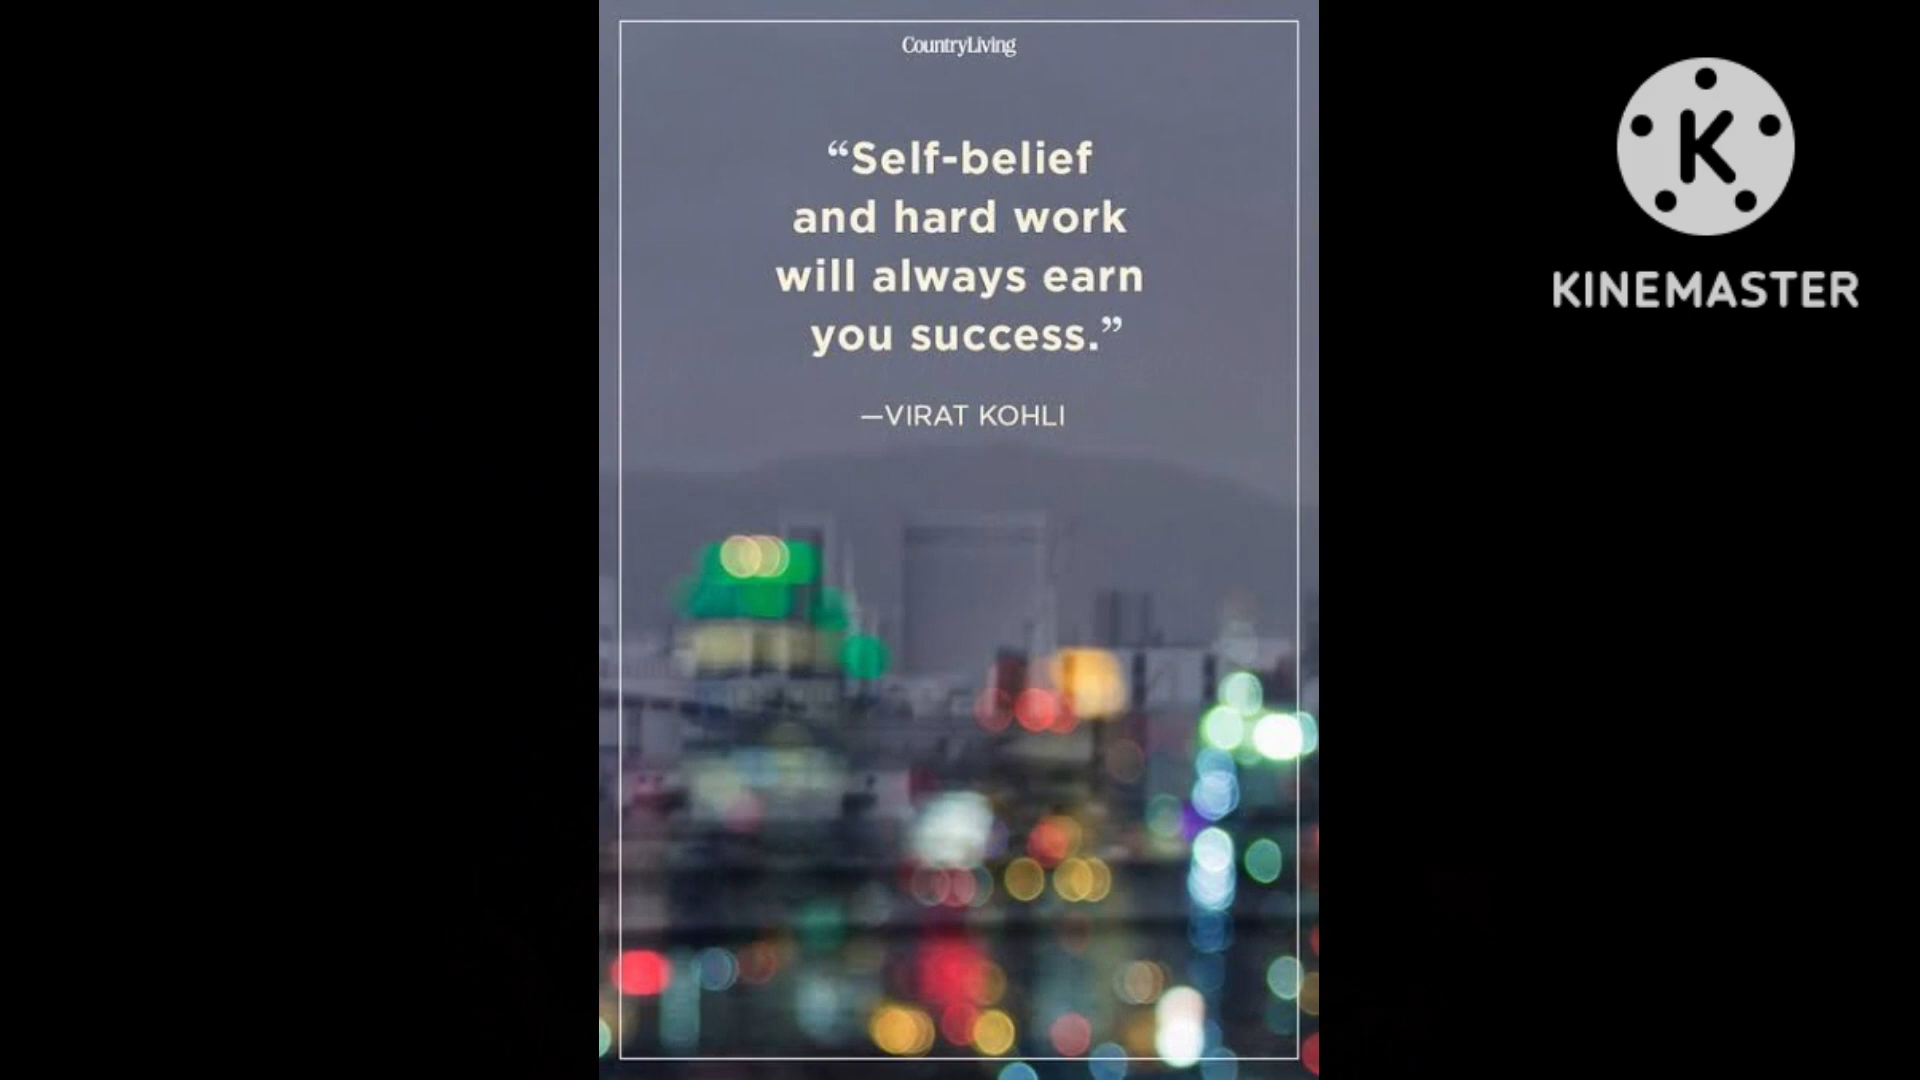 CountryLiving
“Self-belief
and hard work
will always earn
you success.”
—VIRAT KOHLI
K
KINEMASTER